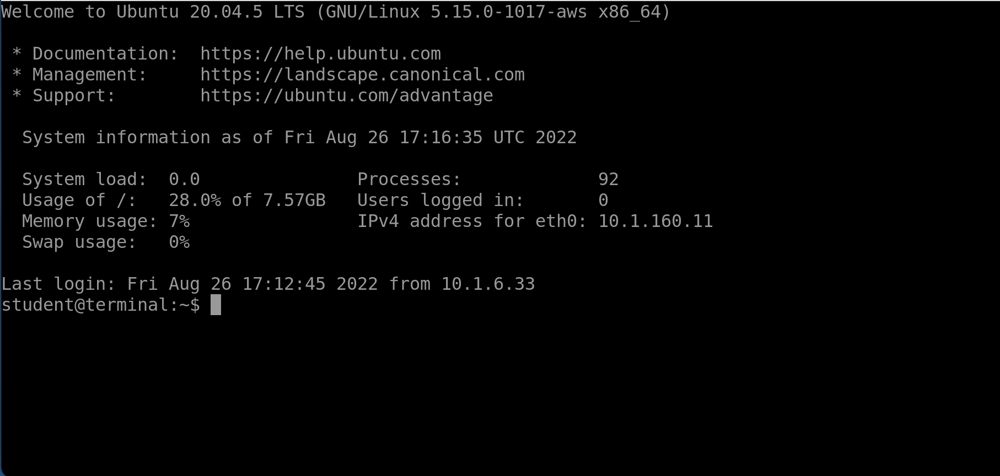 Welcome to Ubuntu 20.04.5 LTS (GNU/Linux 5.15.0-1017-aws x86_64)
* Documentation:  https://help.ubuntu.com
* Management:     https://landscape.canonical.com
* Support:        https://ubuntu.com/advantage
System information as of Fri Aug 26 17:16:35 UTC 2022
System load:  0.0               Processes:             92
Usage of /:   28.0% of 7.57GB   Users logged in:       0
Memory usage: 7%                IPv4 address for eth0: 10.1.160.11
Swap usage:   0%
Last login: Fri Aug 26 17:12:45 2022 from 10.1.6.33
student@terminal:~$